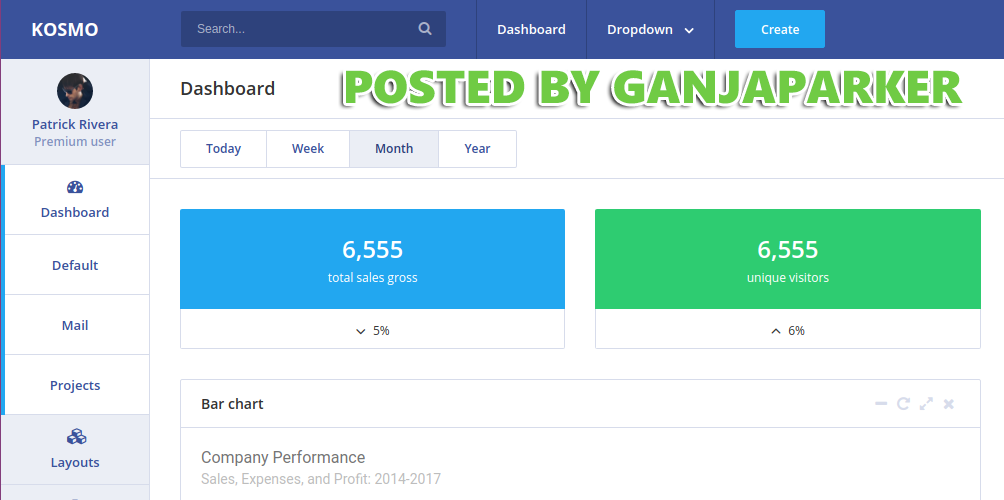 KOSMO
Search...
Dashboard
Dropdown
Create
Patrick Rivera
Premium user
Dashboard
Default
Mail
Projects
Layouts
Dashboard
POSTED BY GANJAPARKER
Today
Week
Month
Year
6,555
total sales gross
5%
6,555
unique visitors
6%
Bar chart
Company Performance
Sales, Expenses, and Profit: 2014-2017